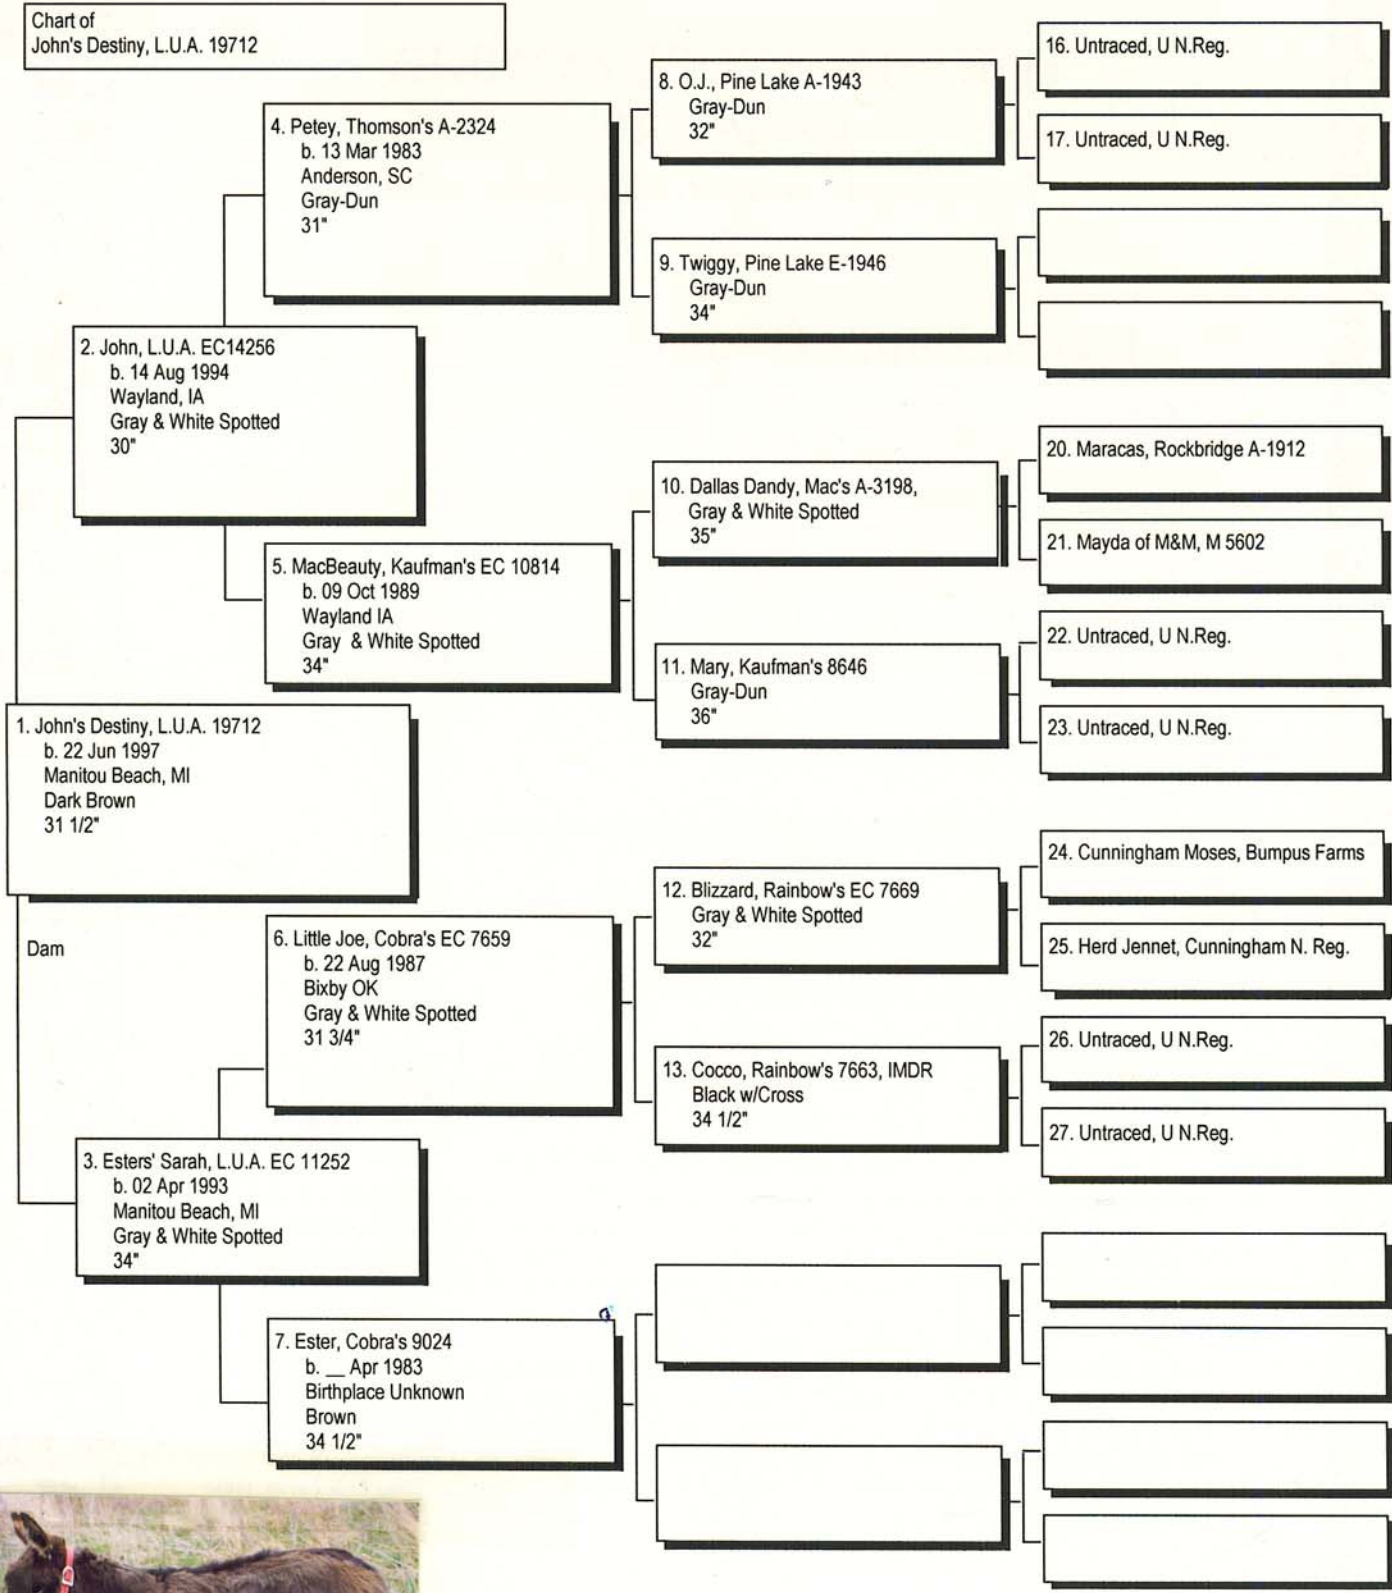 Chart of
John's Destiny, L.U.A. 19712
1. John's Destiny, L.U.A. 19712
b. 22 Jun 1997
Manitou Beach, MI
Dark Brown
31 1/2"
Dam
2. John, L.U.A. EC14256
b. 14 Aug 1994
Wayland, IA
Gray & White Spotted
30"
3. Esters' Sarah, L.U.A. EC 11252
b. 02 Apr 1993
Manitou Beach, MI
Gray & White Spotted
34"
4. Petey, Thomson's A-2324
b. 13 Mar 1983
Anderson, SC
Gray-Dun
31"
5. MacBeauty, Kaufman's EC 10814
b. 09 Oct 1989
Wayland IA
Gray & White Spotted
34"
6. Little Joe, Cobra's EC 7659
b. 22 Aug 1987
Bixby OK
Gray & White Spotted
31 3/4"
7. Ester, Cobra's 9024
b. __ Apr 1983
Birthplace Unknown
Brown
34 1/2"
8. O.J., Pine Lake A-1943
Gray-Dun
32"
9. Twiggy, Pine Lake E-1946
Gray-Dun
34"
10. Dallas Dandy, Mac's A-3198,
Gray & White Spotted
35"
11. Mary, Kaufman's 8646
Gray-Dun
36"
12. Blizzard, Rainbow's EC 7669
Gray & White Spotted
32"
13. Cocco, Rainbow's 7663, IMDR
Black w/Cross
34 1/2"
16. Untraced, U N.Reg.
17. Untraced, U N.Reg.
20. Maracas, Rockbridge A-1912
21. Mayda of M&M, M 5602
22. Untraced, U N.Reg.
23. Untraced, U N.Reg.
24. Cunningham Moses, Bumpus Farms
25. Herd Jennet, Cunningham N. Reg.
26. Untraced, U N.Reg.
27. Untraced, U N.Reg.